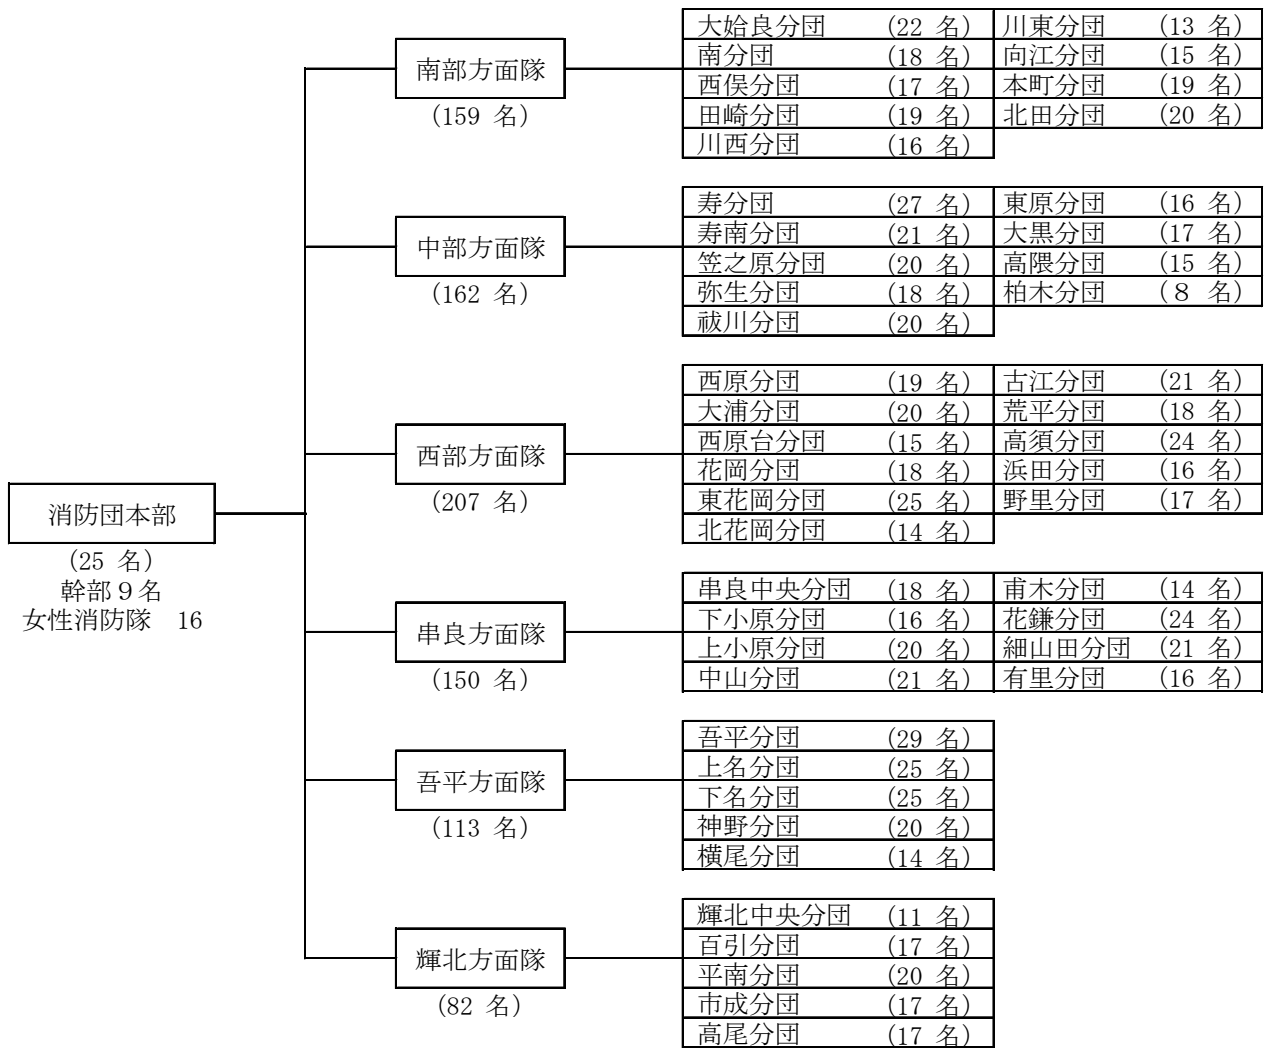 消防団本部
(25 名)
幹部９名
女性消防隊　16
南部方面隊
(159 名)
大姶良分団 (22 名) 川東分団 (13 名)
南分団 (18 名) 向江分団 (15 名)
西俣分団 (17 名) 本町分団 (19 名)
田崎分団 (19 名) 北田分団 (20 名)
川西分団 (16 名)
中部方面隊
(162 名)
寿分団 (27 名) 東原分団 (16 名)
寿南分団 (21 名) 大黒分団 (17 名)
笠之原分団 (20 名) 高隈分団 (15 名)
弥生分団 (18 名) 柏木分団 (８ 名)
祓川分団 (20 名)
西部方面隊
(207 名)
西原分団 (19 名) 古江分団 (21 名)
大浦分団 (20 名) 荒平分団 (18 名)
西原台分団 (15 名) 高須分団 (24 名)
花岡分団 (18 名) 浜田分団 (16 名)
東花岡分団 (25 名) 野里分団 (17 名)
北花岡分団 (14 名)
串良方面隊
(150 名)
串良中央分団 (18 名) 甫木分団 (14 名)
下小原分団 (16 名) 花鎌分団 (24 名)
上小原分団 (20 名) 細山田分団 (21 名)
中山分団 (21 名) 有里分団 (16 名)
吾平方面隊
(113 名)
吾平分団 (29 名)
上名分団 (25 名)
下名分団 (25 名)
神野分団 (20 名)
横尾分団 (14 名)
輝北方面隊
(82 名)
輝北中央分団 (11 名)
百引分団 (17 名)
平南分団 (20 名)
市成分団 (17 名)
高尾分団 (17 名)